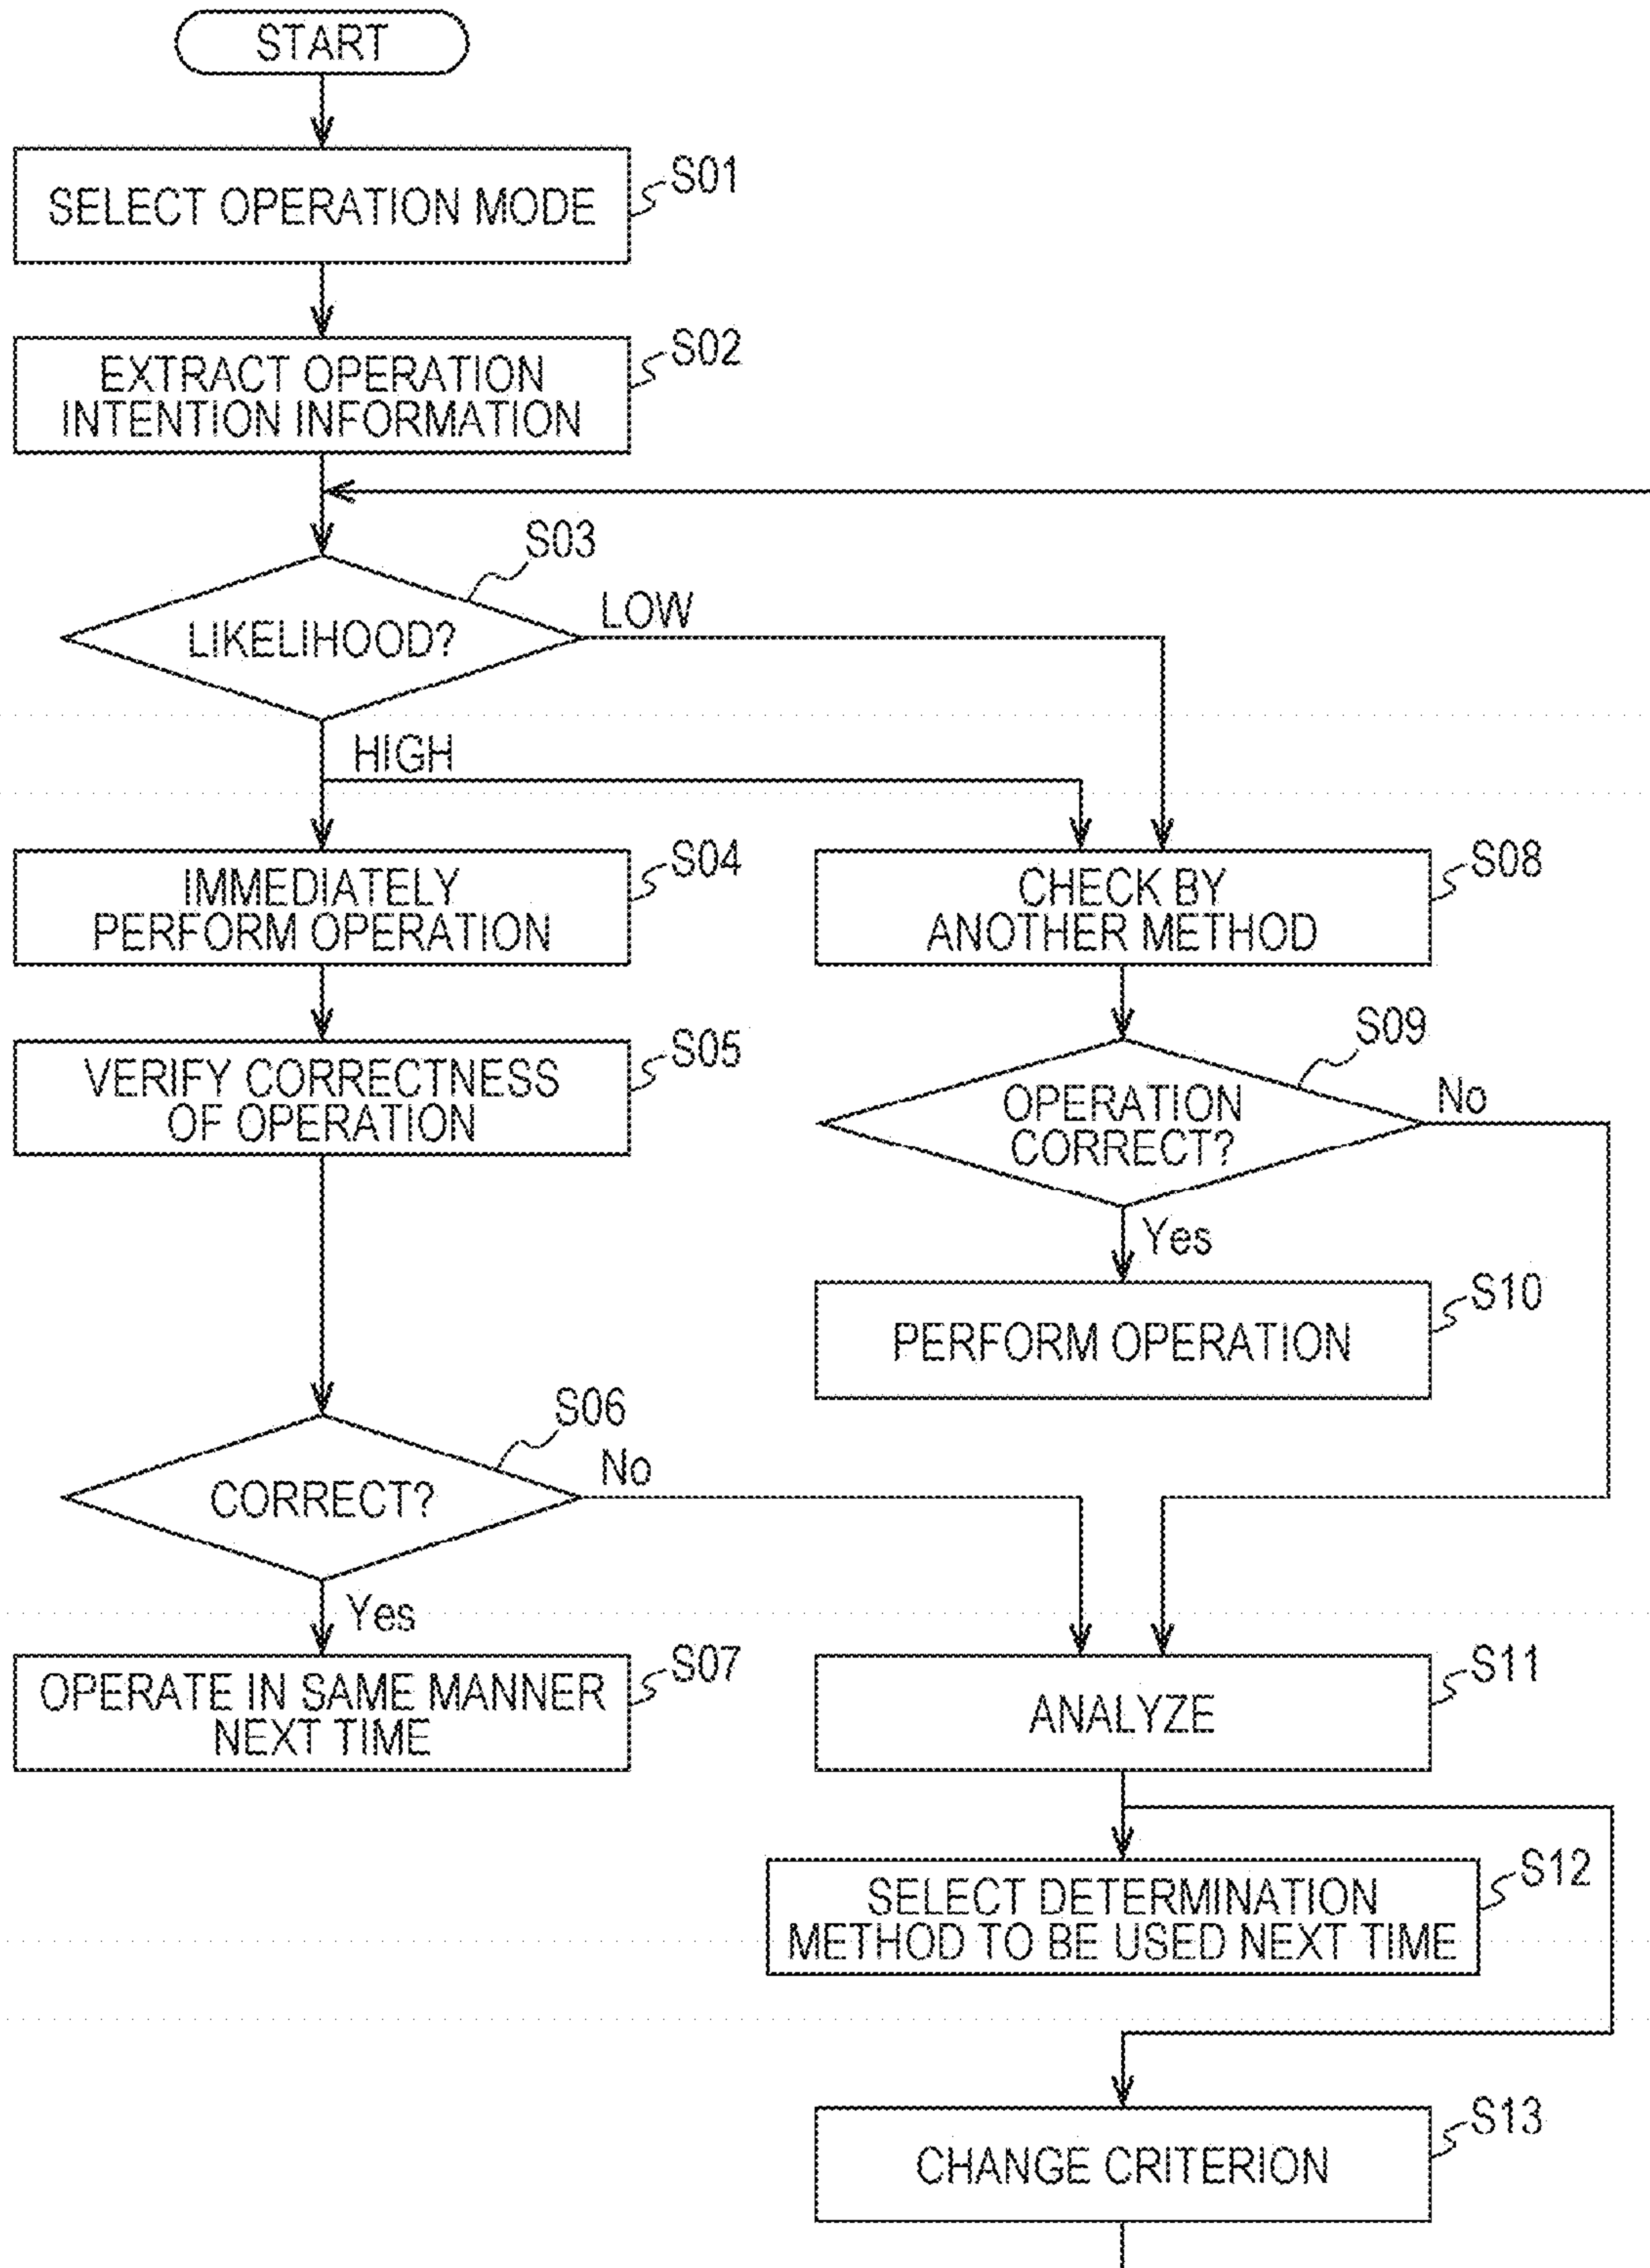 START
SELECT OPERATION MODE
S01
EXTRACT OPERATION
INTENTION INFORMATION
S02
S03
LIKELIHOOD?
LOW
HIGH
IMMEDIATELY
PERFORM OPERATION
S04
CHECK BY
ANOTHER METHOD
S08
VERIFY CORRECTNESS
OF OPERATION
S05
S09
OPERATION
CORRECT?
No
Yes
PERFORM OPERATION
S10
S06
CORRECT?
No
Yes
OPERATE IN SAME MANNER
NEXT TIME
S07
ANALYZE
S11
SELECT DETERMINATION
METHOD TO BE USED NEXT TIME
S12
CHANGE CRITERION
S13